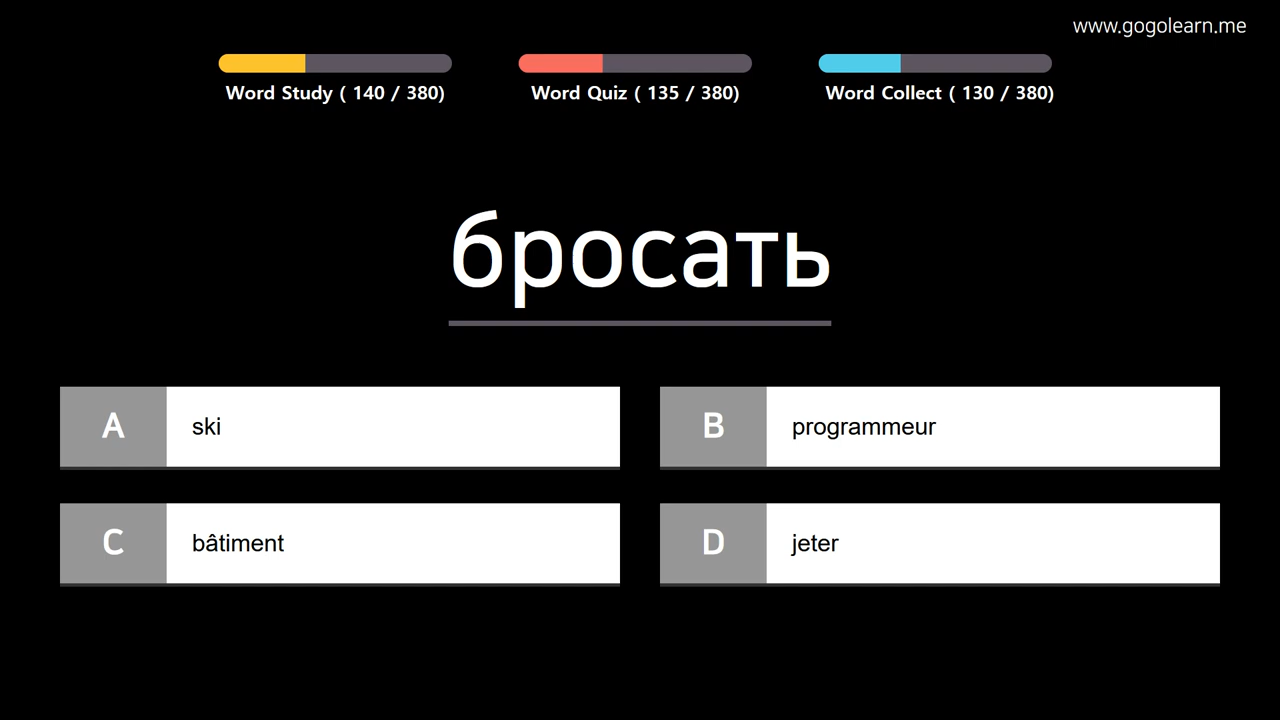 www.gogolearn.me
Word Study ( 140 / 380)
Word Quiz ( 135 / 380)
Word Collect ( 130 / 380)
бросать
A ski
B programmeur
C bâtiment
D jeter